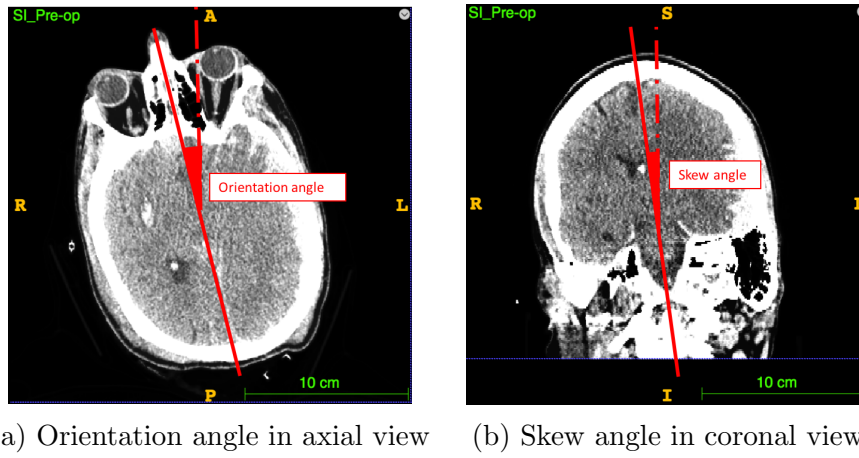 SI_Pre-op
A
Orientation angle
R
L
10 cm
P
SI_Pre-op
S
Skew angle
R
10 cm
I
a) Orientation angle in axial view
(b) Skew angle in coronal view